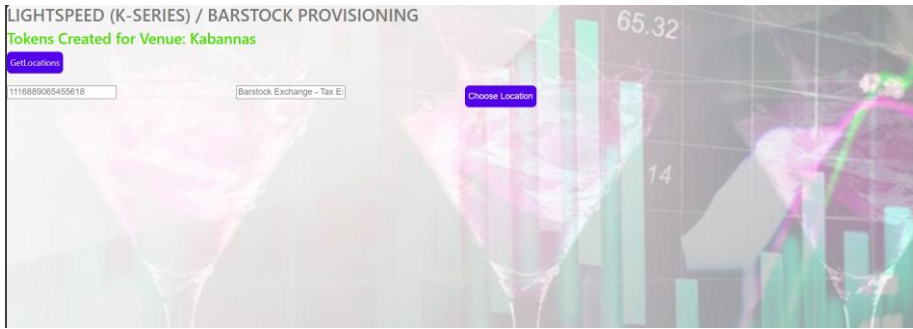 LIGHTSPEED (K-SERIES) / BARSTOCK PROVISIONING
Tokens Created for Venue: Kabannas
GetLocations
1116889065455618 Barstock Exchange - Tax E: Choose Location
65.32
14